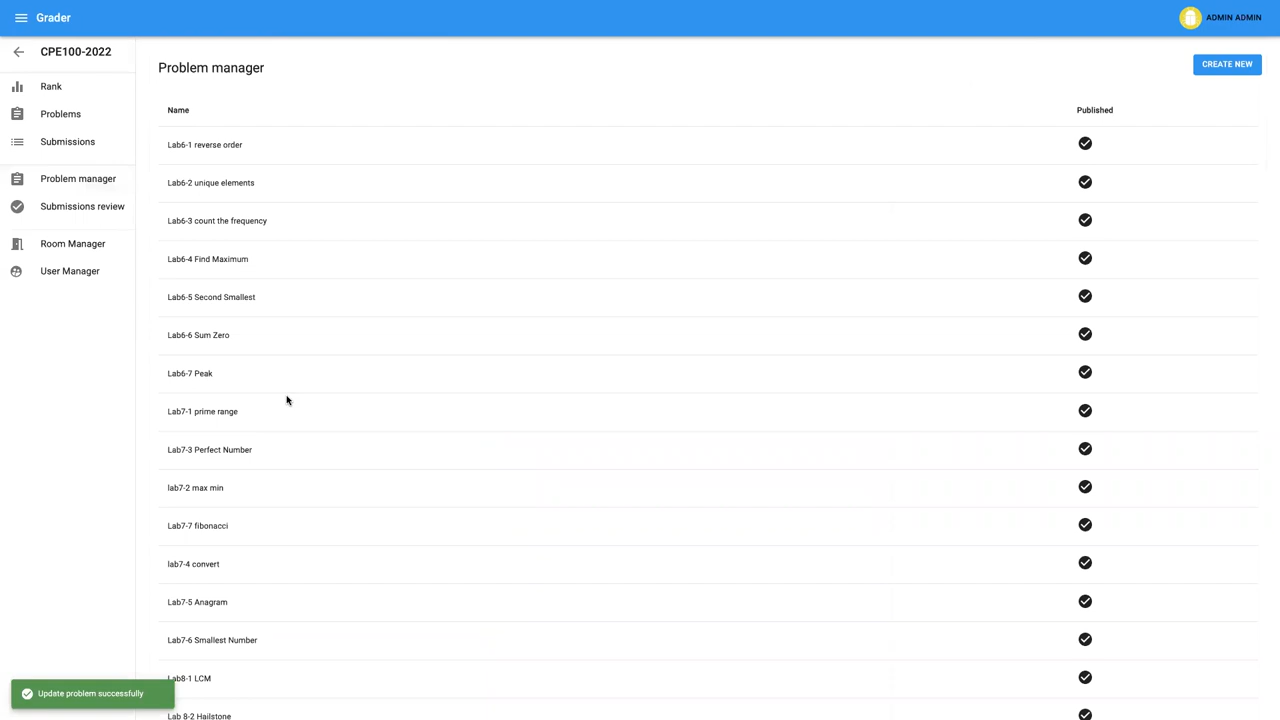 Grader
ADMIN ADMIN
CPE100-2022
Rank
Problems
Submissions
Problem manager
Submissions review
Room Manager
User Manager
Problem manager
CREATE NEW
Name
Published
Lab6-1 reverse order
Lab6-2 unique elements
Lab6-3 count the frequency
Lab6-4 Find Maximum
Lab6-5 Second Smallest
Lab6-6 Sum Zero
Lab6-7 Peak
Lab7-1 prime range
Lab7-3 Perfect Number
lab7-2 max min
Lab7-7 fibonacci
lab7-4 convert
Lab7-5 Anagram
Lab7-6 Smallest Number
Lab8-1 LCM
Lab 8-2 Hailstone
Update problem successfully